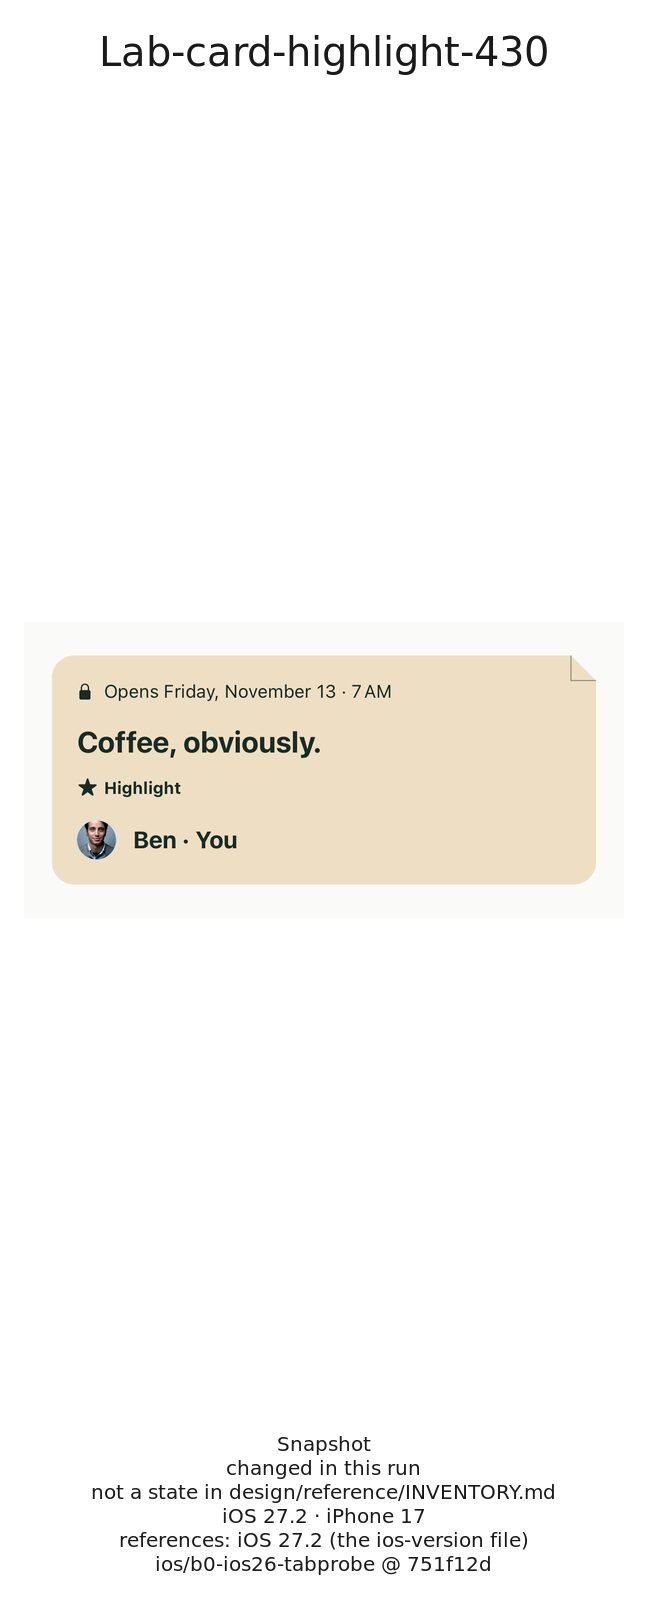 Lab-card-highlight-430
Opens Friday, November 13 · 7 AM
Coffee, obviously.
★ Highlight
Ben · You
Snapshot
changed in this run
not a state in design/reference/INVENTORY.md
iOS 27.2 · iPhone 17
references: iOS 27.2 (the ios-version file)
ios/b0-ios26-tabprobe @ 751f12d